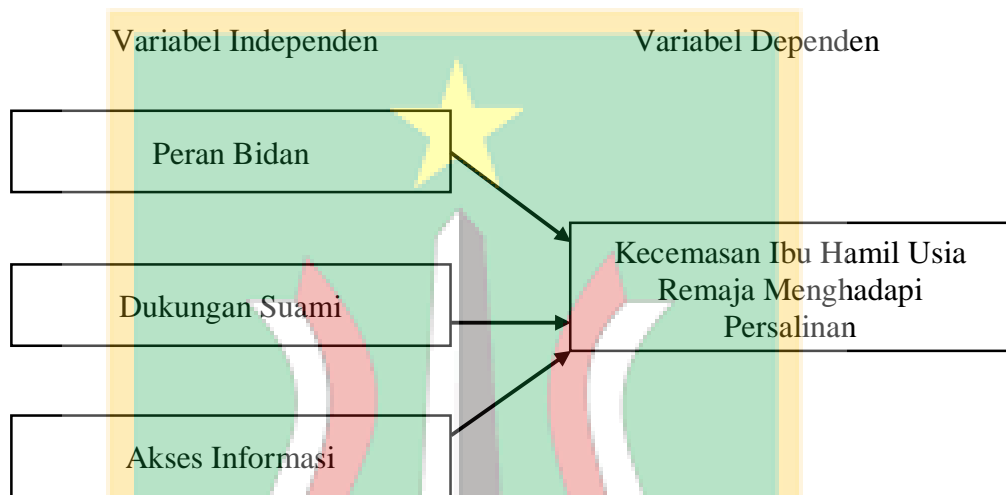 Variabel Independen
Variabel Dependen
Peran Bidan
Dukungan Suami
Akses Informasi
Kecemasan Ibu Hamil Usia
Remaja Menghadapi
Persalinan